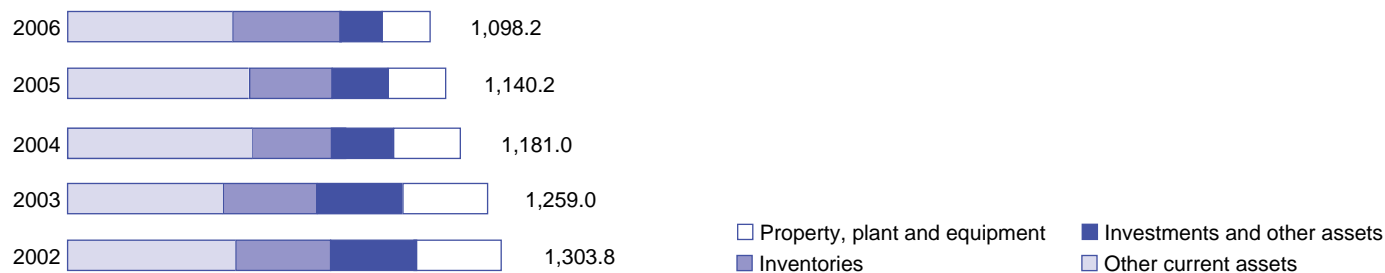 2006 1,098.2
2005 1,140.2
2004 1,181.0
2003 1,259.0
2002 1,303.8
Property, plant and equipment Investments and other assets
Inventories Other current assets